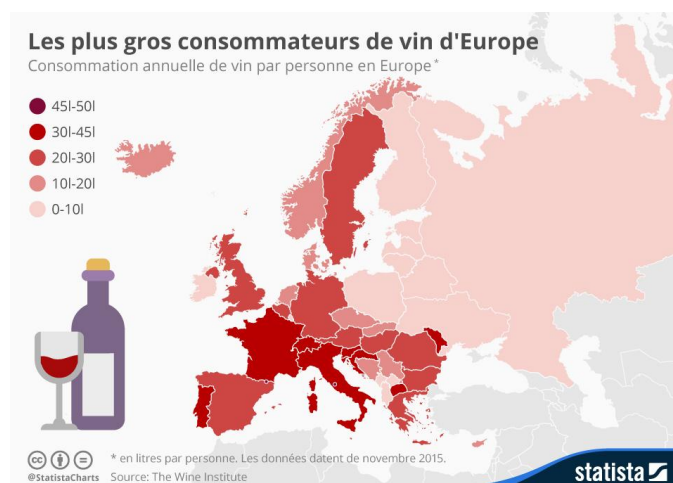 Les plus gros consommateurs de vin d'Europe
Consommation annuelle de vin par personne en Europe *
45l-50l
30l-45l
20l-30l
10l-20l
0-10l
* en litres par personne. Les données datent de novembre 2015.
@StatistaCharts Source: The Wine Institute
statista